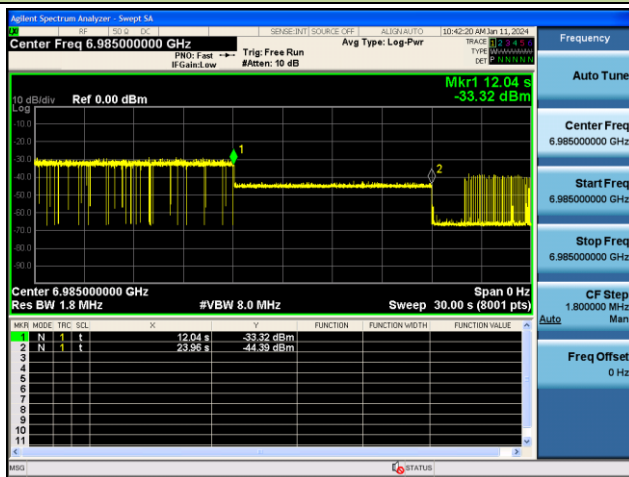 Agilent Spectrum Analyzer - Swept SA
RF 50 Ω DC SENSE:INT SOURCE OFF ALIGN AUTO 10:42:20 AM Jan 11, 2024
Center Freq 6.985000000 GHz
PNO: Fast
IFGain:Low
Trig: Free Run
#Atten: 10 dB
Avg Type: Log-Pwr
TRACE 1 2 3 4 5 6
TYPE
DET P N N N N N
Mkr1 12.04 s
-33.32 dBm
10 dB/div
Log
Ref 0.00 dBm
-10.0
-20.0
-30.0
-40.0
-50.0
-60.0
-70.0
-80.0
-90.0
1
2
Center 6.985000000 GHz
Span 0 Hz
Res BW 1.8 MHz
#VBW 8.0 MHz
Sweep 30.00 s (8001 pts)
MKR MODE TRC SCL X Y FUNCTION FUNCTION WIDTH FUNCTION VALUE
1 N 1 t 12.04 s -33.32 dBm
2 N 1 t 23.96 s -44.39 dBm
3
4
5
6
7
8
9
10
11
MSG
STATUS
Frequency
Auto Tune
Center Freq
6.985000000 GHz
Start Freq
6.985000000 GHz
Stop Freq
6.985000000 GHz
CF Step
1.800000 MHz
Auto Man
Freq Offset
0 Hz